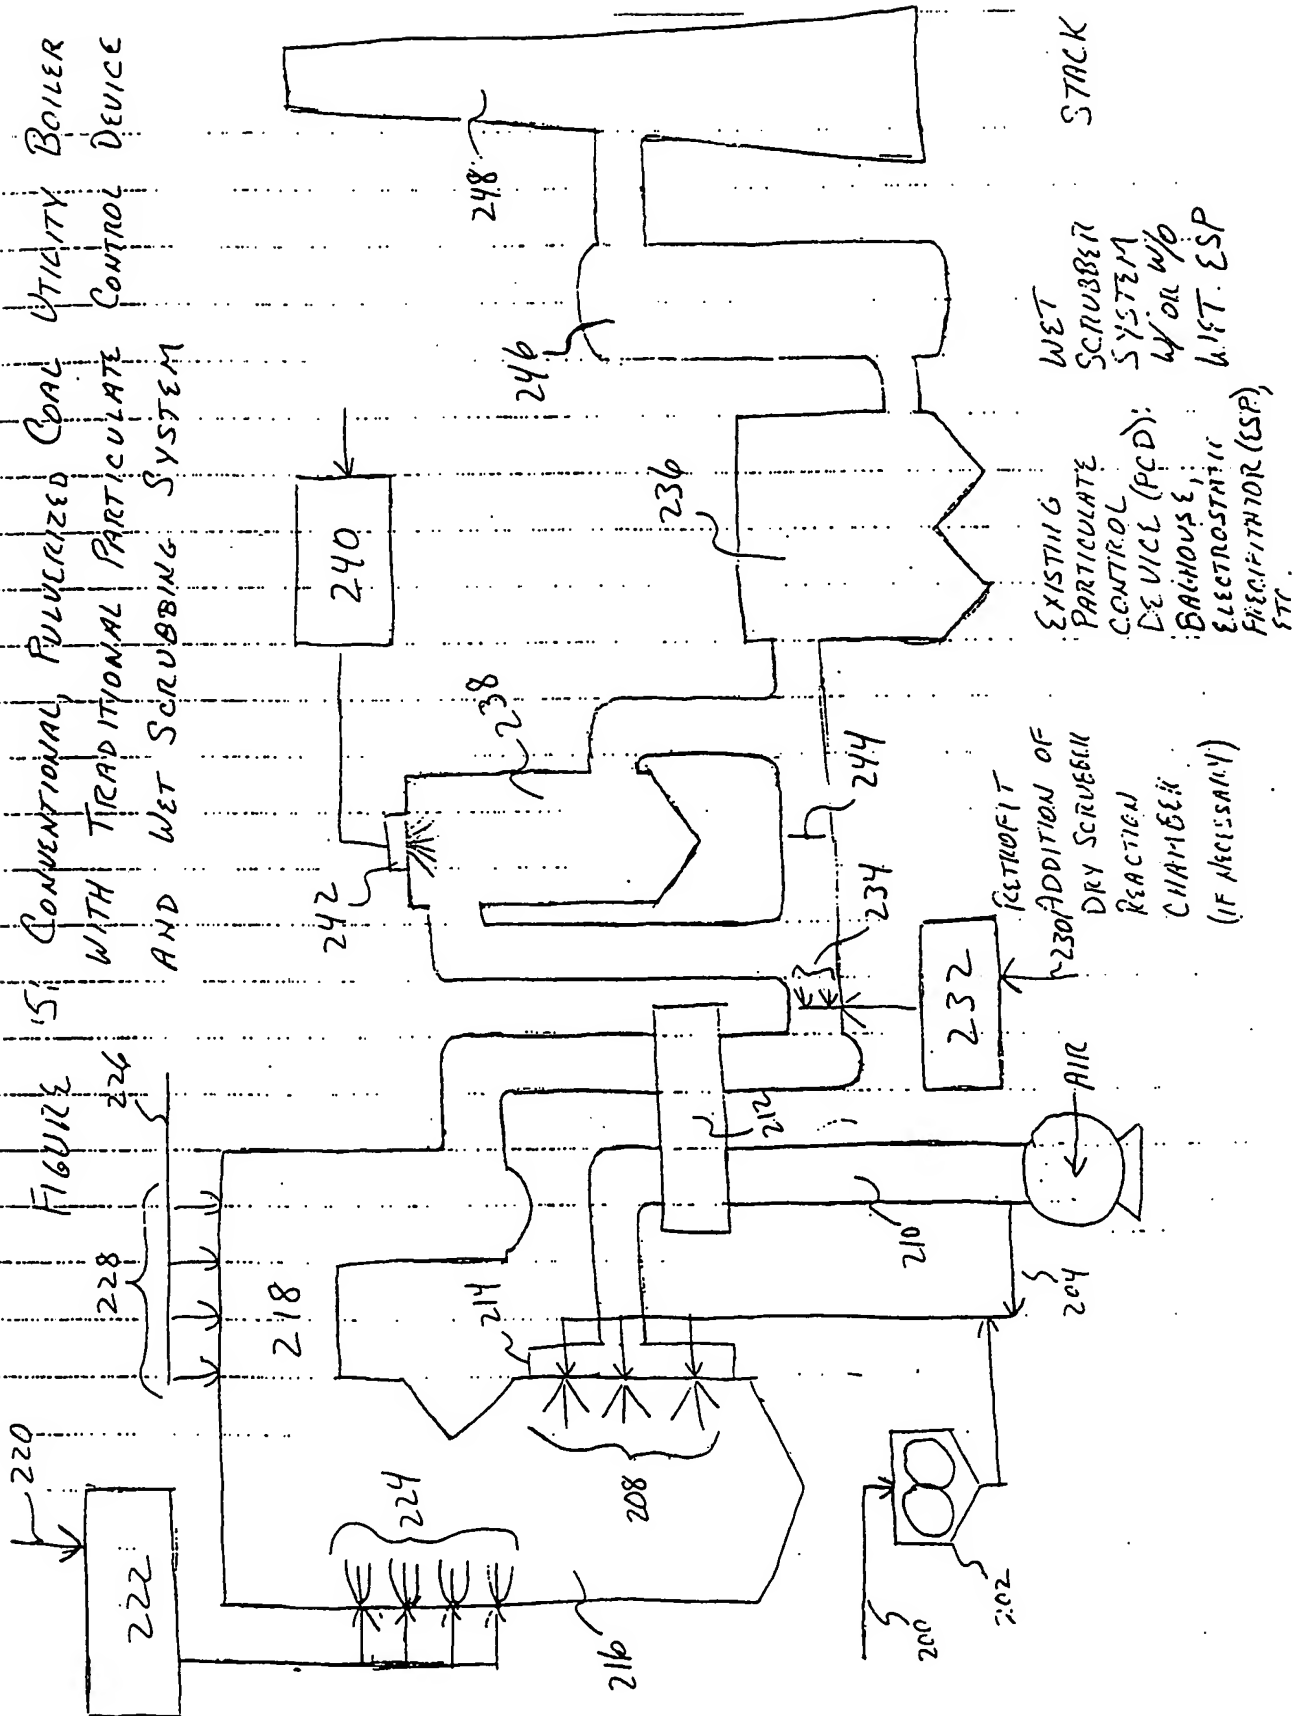 FIGURE 5: CONVENTIONAL, PULVERIZED COAL UTILITY BOILER
WITH TRADITIONAL PARTICULATE CONTROL DEVICE
AND WET SCRUBBING SYSTEM
220
222
224
216
228
226
218
214
208
200
202
204
210
212
AIR
230
232
234
244
242
238
240
236
246
248
RETROFIT
ADDITION OF
DRY SCRUBBER
REACTION
CHAMBER
(IF NECESSARY)
EXISTING
PARTICULATE
CONTROL
DEVICE (PCD):
BAGHOUSE,
ELECTROSTATIC
PRECIPITATOR (ESP),
ETC.
WET
SCRUBBER
SYSTEM
W/ OR W/O
WET. ESP
STACK